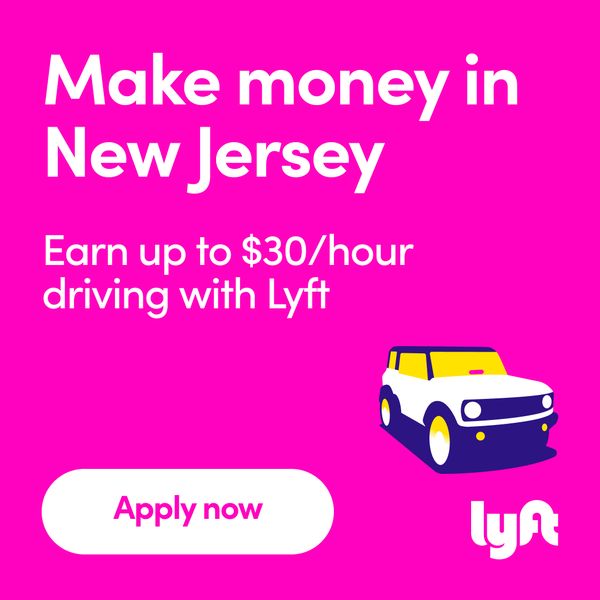 Make money in
New Jersey
Earn up to $30/hour
driving with Lyft
Apply now
lyft